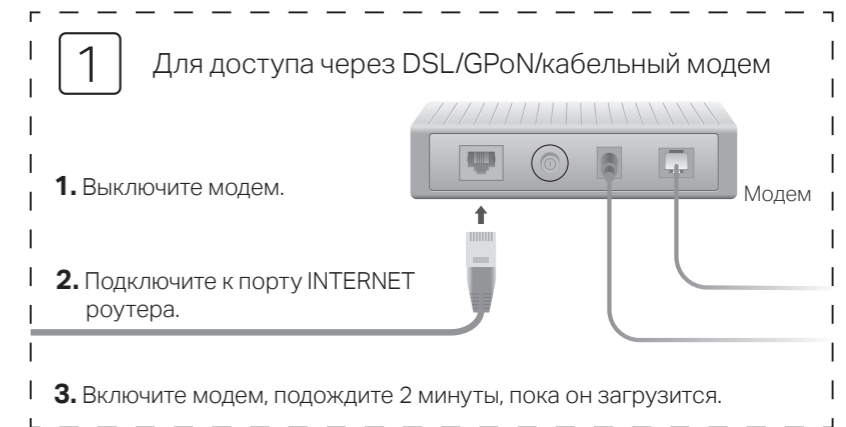 1
Для доступа через DSL/GPoN/кабельный модем
1. Выключите модем.
Модем
2. Подключите к порту INTERNET
роутера.
3. Включите модем, подождите 2 минуты, пока он загрузится.